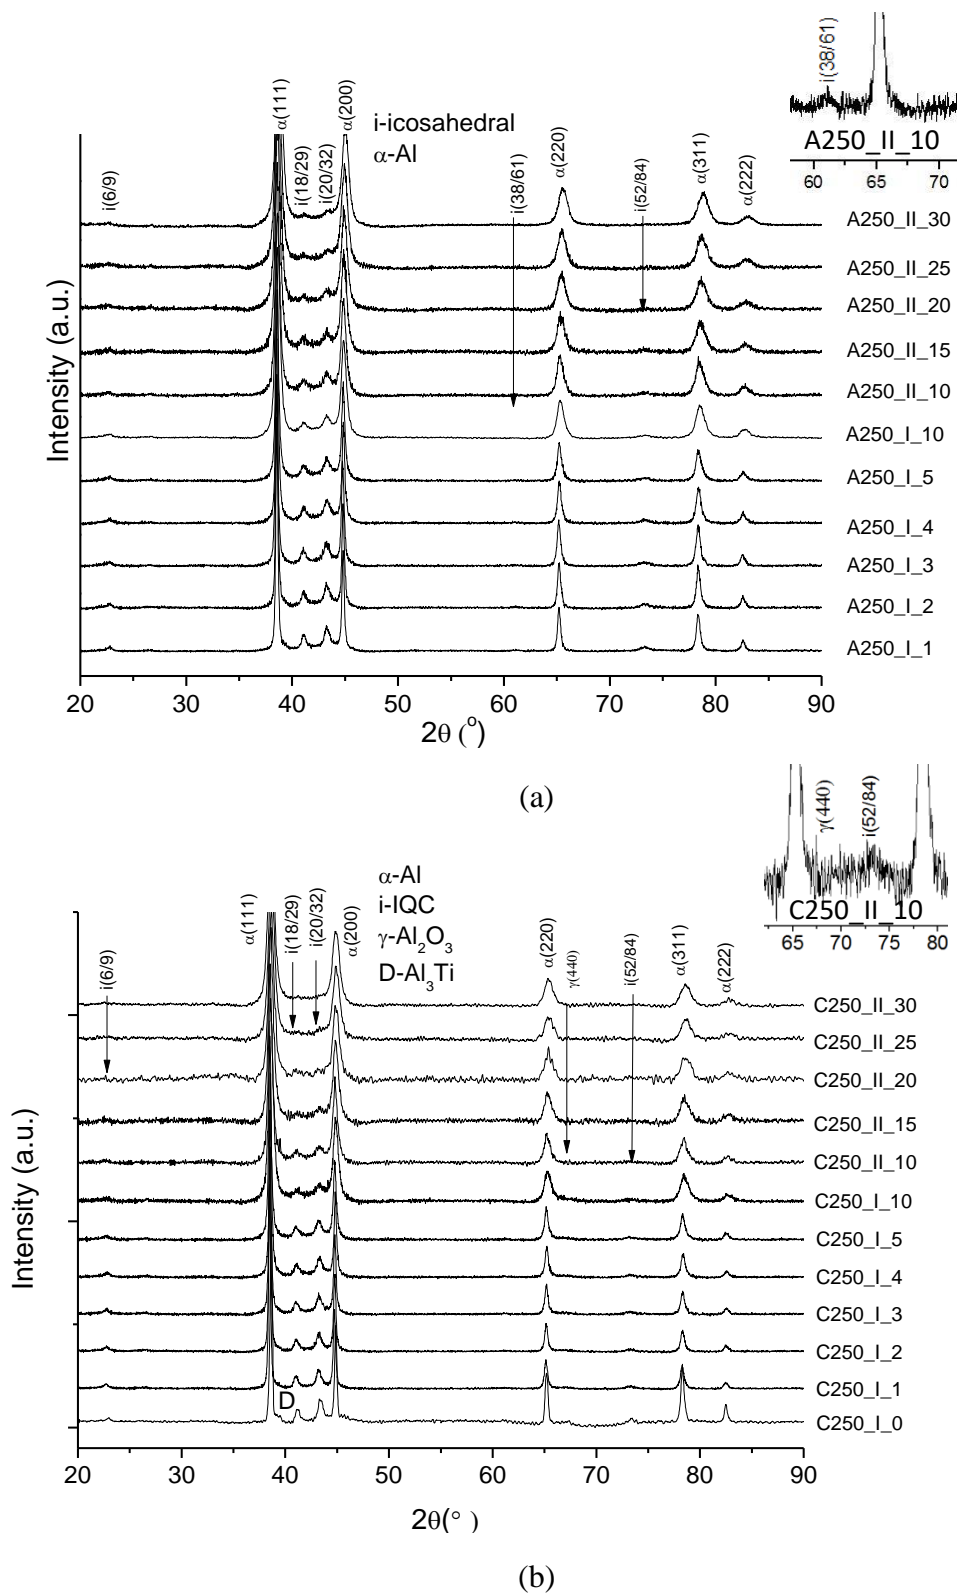 i(38/61)
A250_II_10
60 65 70
i(6/9)
α(111)
i(18/29)
i(20/32)
α(200)
i-icosahedral
α-Al
i(38/61)
α(220)
i(52/84)
α(311)
α(222)
A250_II_30
A250_II_25
A250_II_20
A250_II_15
A250_II_10
A250_I_10
A250_I_5
A250_I_4
A250_I_3
A250_I_2
A250_I_1
Intensity (a.u.)
20 30 40 50 60 70 80 90
2θ (°)
(a)
γ(440)
i(52/84)
C250_II_10
65 70 75 80
i(6/9)
α(111)
i(18/29)
i(20/32)
α(200)
α-Al
i-IQC
γ-Al₂O₃
D-Al₃Ti
α(220)
γ(440)
i(52/84)
α(311)
α(222)
C250_II_30
C250_II_25
C250_II_20
C250_II_15
C250_II_10
C250_I_10
C250_I_5
C250_I_4
C250_I_3
C250_I_2
C250_I_1
C250_I_0
D
Intensity (a.u.)
20 30 40 50 60 70 80 90
2θ(° )
(b)